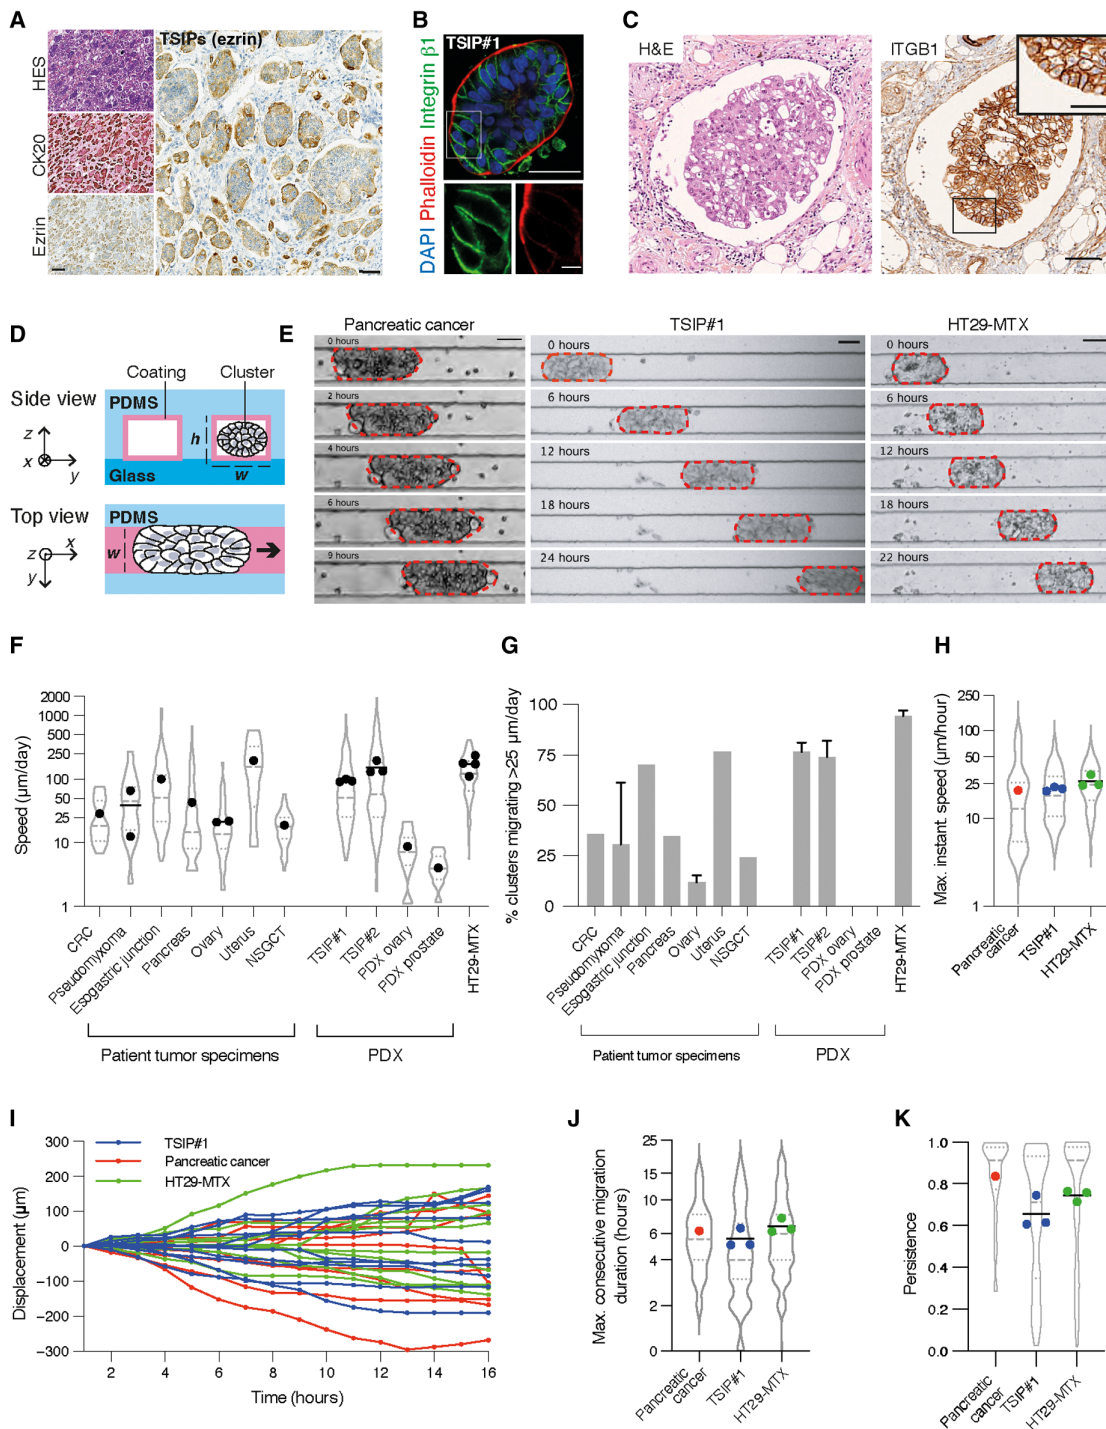 A
HES
CK20
Ezrin
TSIPs (ezrin)
B
TSIP#1
DAPI Phalloidin Integrin β1
C
H&E
ITGB1
D
Coating
Cluster
Side view
PDMS
z
x
y
h
w
Glass
Top view
PDMS
z
x
y
w
E
Pancreatic cancer
0 hours
2 hours
4 hours
6 hours
9 hours
TSIP#1
0 hours
6 hours
12 hours
18 hours
24 hours
HT29-MTX
0 hours
6 hours
12 hours
18 hours
22 hours
F
Speed (µm/day)
2000
1000
500
250
100
50
25
10
1
CRC
Pseudomyxoma
Esogastric junction
Pancreas
Ovary
Uterus
NSGCT
TSIP#1
TSIP#2
PDX ovary
PDX prostate
HT29-MTX
Patient tumor specimens
PDX
G
% clusters migrating >25 µm/day
100
75
50
25
0
CRC
Pseudomyxoma
Esogastric junction
Pancreas
Ovary
Uterus
NSGCT
TSIP#1
TSIP#2
PDX ovary
PDX prostate
HT29-MTX
Patient tumor specimens
PDX
H
Max. instant. speed (µm/hour)
250
100
50
25
10
1
Pancreatic
cancer
TSIP#1
HT29-MTX
I
Displacement (µm)
300
200
100
0
−100
−200
−300
TSIP#1
Pancreatic cancer
HT29-MTX
2 4 6 8 10 12 14 16
Time (hours)
J
Max. consecutive migration
duration (hours)
25
15
10
6
4
2
0
Pancreatic
cancer
TSIP#1
HT29-MTX
K
Persistence
1.0
0.8
0.6
0.4
0.2
0.0
Pancreatic
cancer
TSIP#1
HT29-MTX